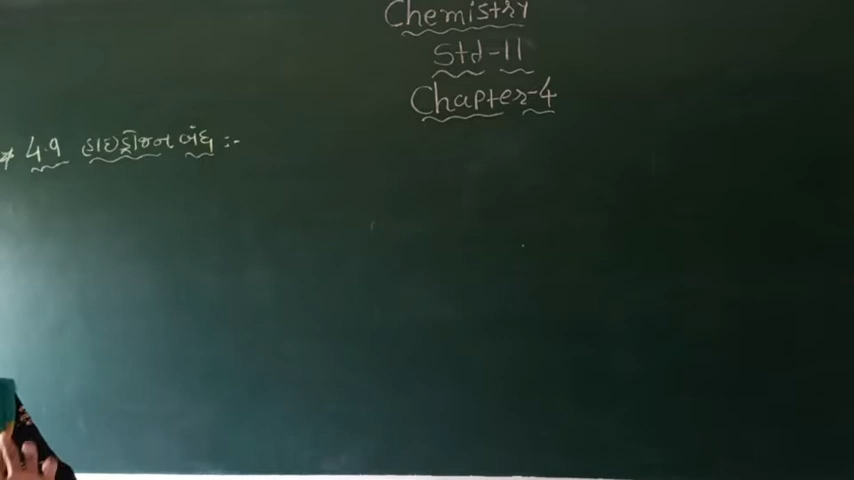 Chemistry
Std-11
Chapter-4
* 4.9 હાઇડ્રોજન બંધ :-